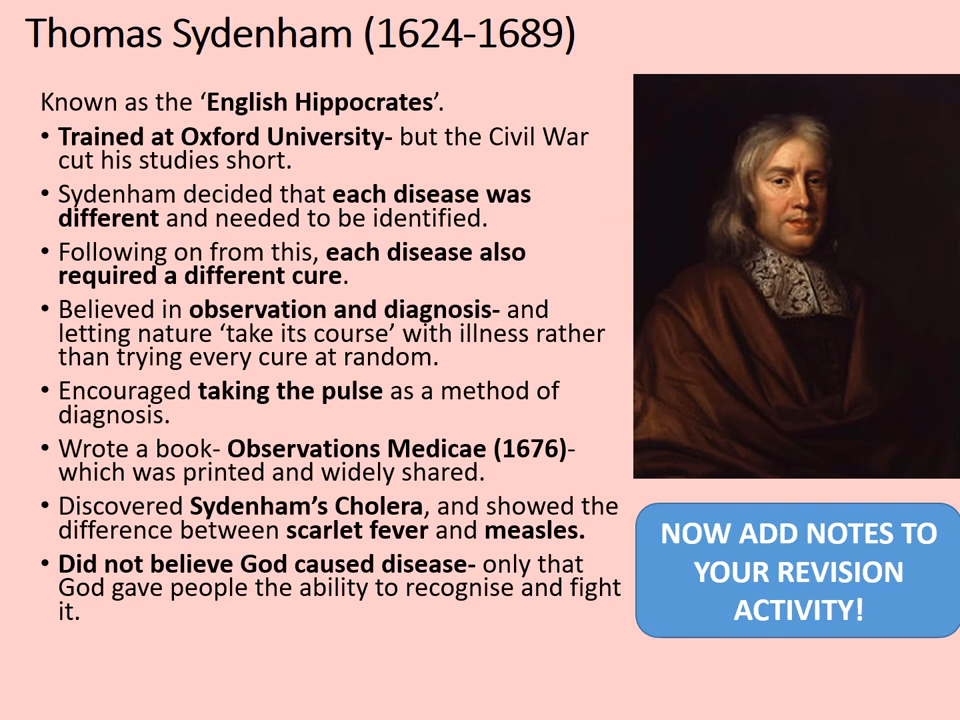 Thomas Sydenham (1624-1689)
Known as the ‘English Hippocrates’.
• Trained at Oxford University- but the Civil War
cut his studies short.
• Sydenham decided that each disease was
different and needed to be identified.
• Following on from this, each disease also
required a different cure.
• Believed in observation and diagnosis- and
letting nature ‘take its course’ with illness rather
than trying every cure at random.
• Encouraged taking the pulse as a method of
diagnosis.
• Wrote a book- Observations Medicae (1676)-
which was printed and widely shared.
• Discovered Sydenham’s Cholera, and showed the
difference between scarlet fever and measles.
• Did not believe God caused disease- only that
God gave people the ability to recognise and fight
it.
NOW ADD NOTES TO
YOUR REVISION
ACTIVITY!